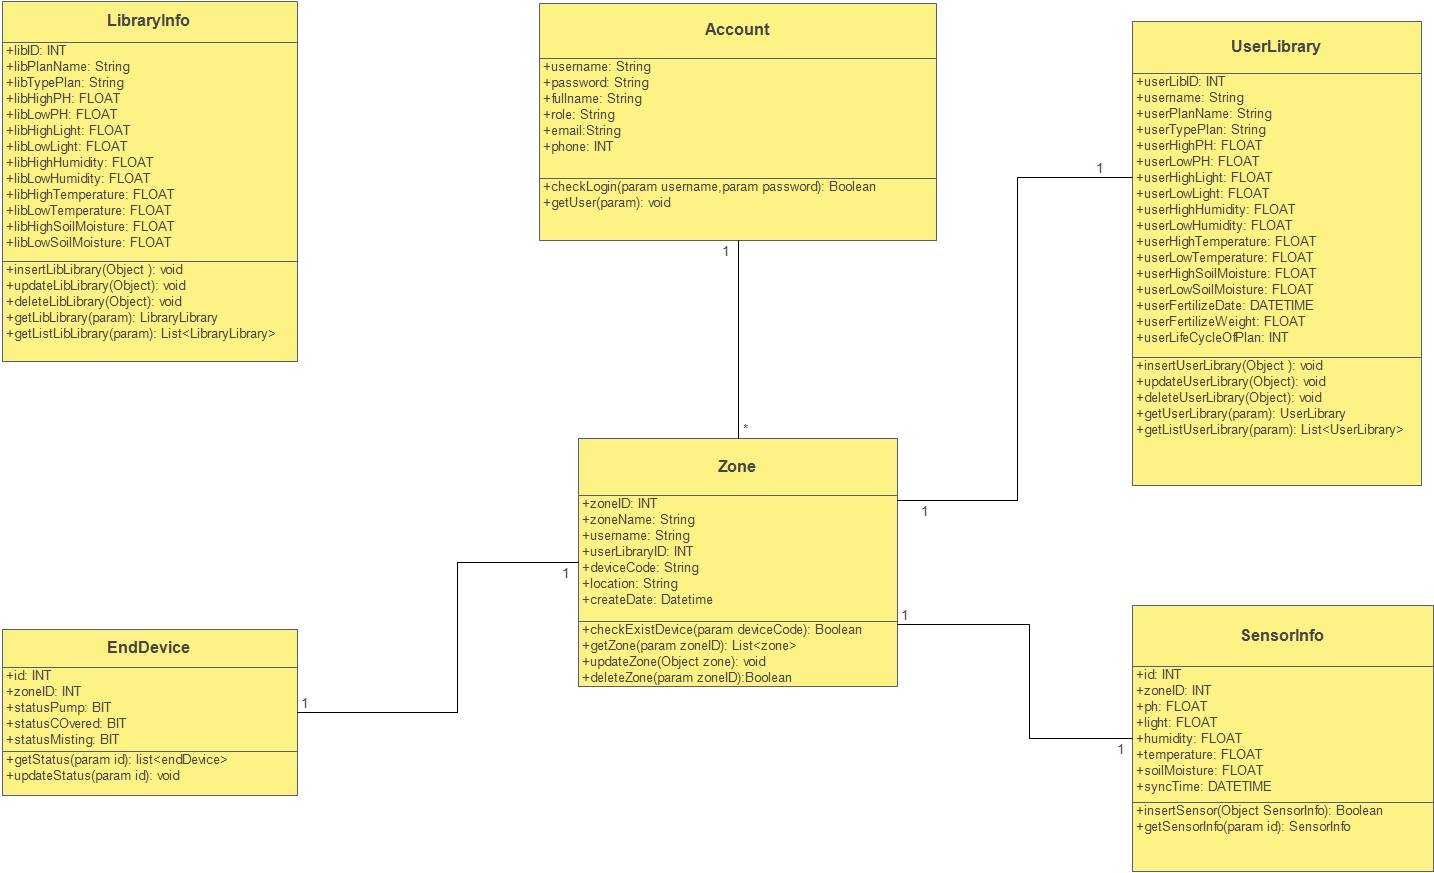 LibraryInfo
+libID: INT
+libPlanName: String
+libTypePlan: String
+libHighPH: FLOAT
+libLowPH: FLOAT
+libHighLight: FLOAT
+libLowLight: FLOAT
+libHighHumidity: FLOAT
+libLowHumidity: FLOAT
+libHighTemperature: FLOAT
+libLowTemperature: FLOAT
+libHighSoilMoisture: FLOAT
+libLowSoilMoisture: FLOAT
+insertLibLibrary(Object ): void
+updateLibLibrary(Object): void
+deleteLibLibrary(Object): void
+getLibLibrary(param): LibraryLibrary
+getListLibLibrary(param): List<LibraryLibrary>
Account
+username: String
+password: String
+fullname: String
+role: String
+email:String
+phone: INT
+checkLogin(param username,param password): Boolean
+getUser(param): void
1
*
UserLibrary
+userLibID: INT
+username: String
+userPlanName: String
+userTypePlan: String
+userHighPH: FLOAT
+userLowPH: FLOAT
+userHighLight: FLOAT
+userLowLight: FLOAT
+userHighHumidity: FLOAT
+userLowHumidity: FLOAT
+userHighTemperature: FLOAT
+userLowTemperature: FLOAT
+userHighSoilMoisture: FLOAT
+userLowSoilMoisture: FLOAT
+userFertilizeDate: DATETIME
+userFertilizeWeight: FLOAT
+userLifeCycleOfPlan: INT
+insertUserLibrary(Object ): void
+updateUserLibrary(Object): void
+deleteUserLibrary(Object): void
+getUserLibrary(param): UserLibrary
+getListUserLibrary(param): List<UserLibrary>
1
1
Zone
+zoneID: INT
+zoneName: String
+username: String
+userLibraryID: INT
+deviceCode: String
+location: String
+createDate: Datetime
+checkExistDevice(param deviceCode): Boolean
+getZone(param zoneID): List<zone>
+updateZone(Object zone): void
+deleteZone(param zoneID):Boolean
1
1
EndDevice
+id: INT
+zoneID: INT
+statusPump: BIT
+statusCOvered: BIT
+statusMisting: BIT
+getStatus(param id): list<endDevice>
+updateStatus(param id): void
1
1
SensorInfo
+id: INT
+zoneID: INT
+ph: FLOAT
+light: FLOAT
+humidity: FLOAT
+temperature: FLOAT
+soilMoisture: FLOAT
+syncTime: DATETIME
+insertSensor(Object SensorInfo): Boolean
+getSensorInfo(param id): SensorInfo